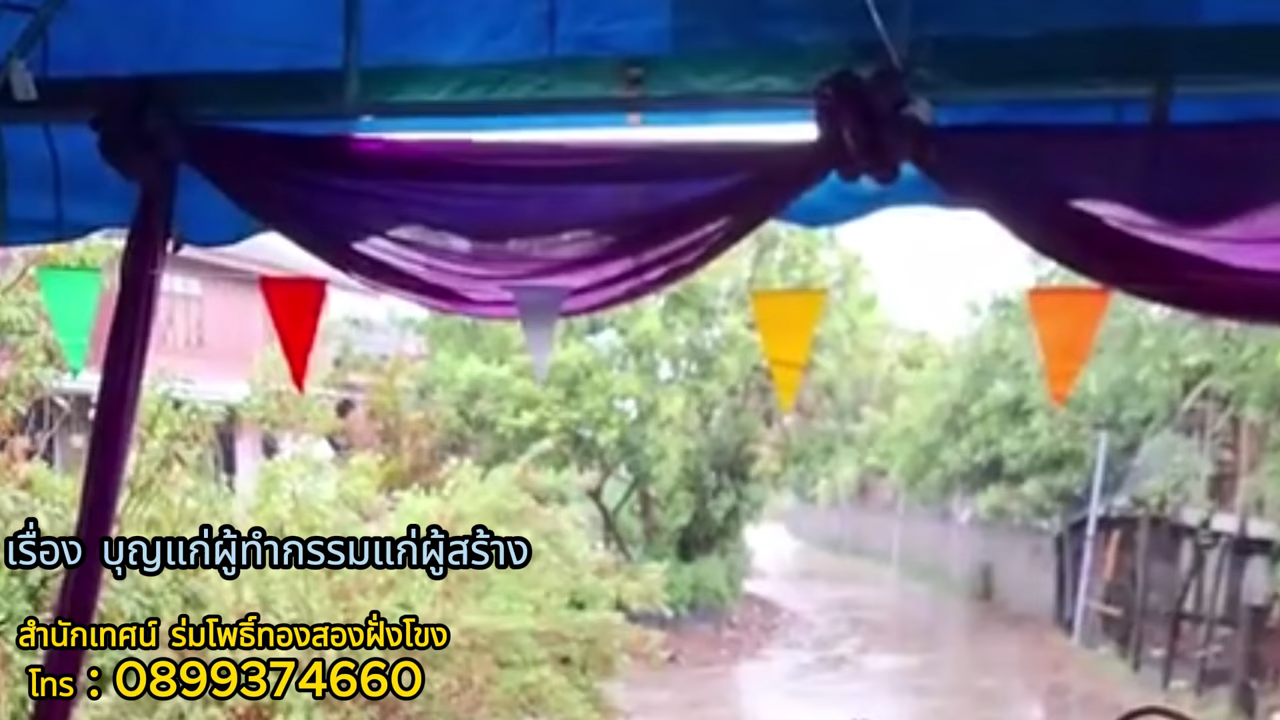 เรื่อง บุญแก่ผู้ทำกรรมแก่ผู้สร้าง
สำนักเทศน์ ร่มโพธิ์ทองสองฝั่งโขง
โทร : 0899374660